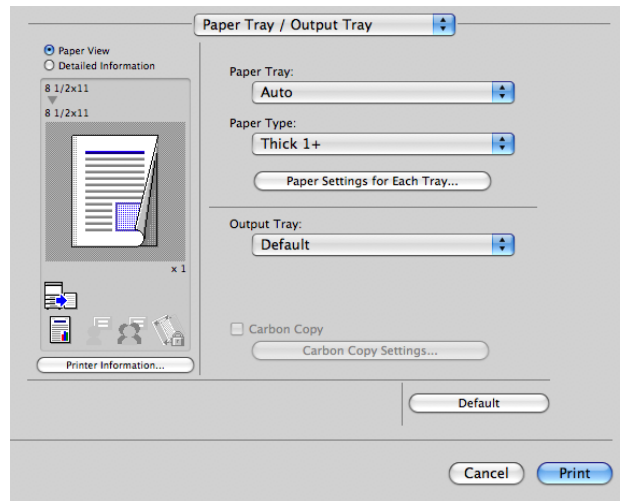 Paper Tray / Output Tray
Paper View
Detailed Information
8 1/2x11
8 1/2x11
x 1
Printer Information...
Paper Tray:
Auto
Paper Type:
Thick 1+
Paper Settings for Each Tray...
Output Tray:
Default
Carbon Copy
Carbon Copy Settings...
Default
Cancel
Print